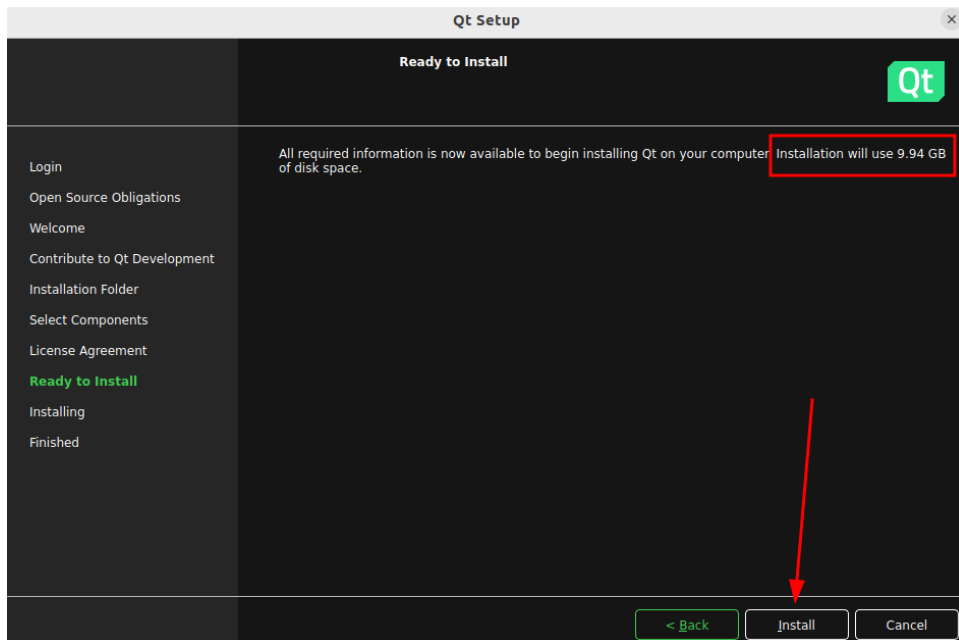 Qt Setup
Ready to Install
Qt
All required information is now available to begin installing Qt on your computer. Installation will use 9.94 GB
of disk space.
Login
Open Source Obligations
Welcome
Contribute to Qt Development
Installation Folder
Select Components
License Agreement
Ready to Install
Installing
Finished
< Back
Install
Cancel